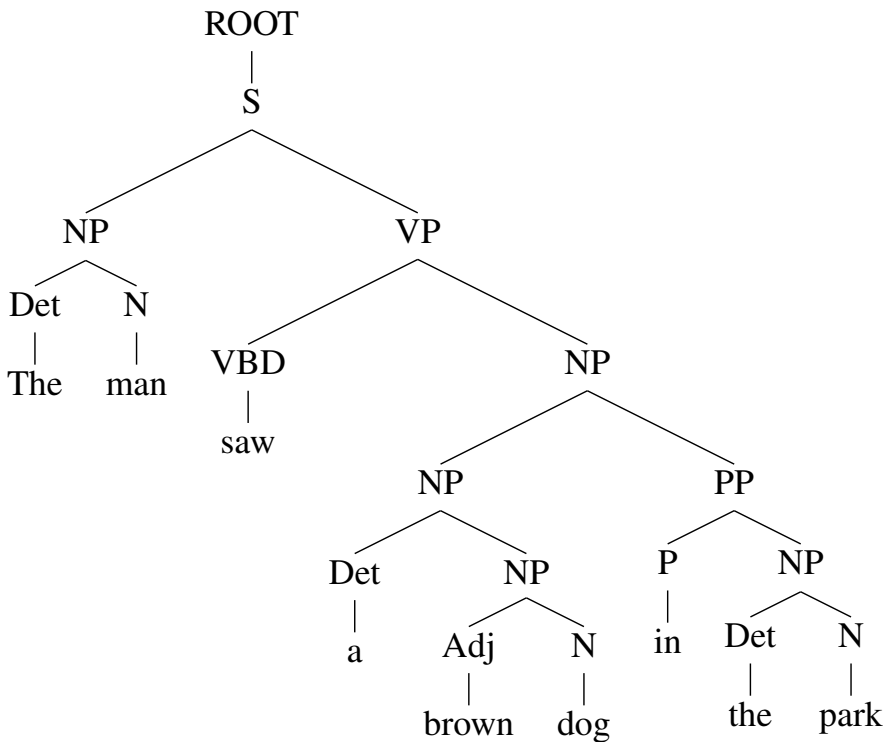 ROOT
S
NP VP
Det N
The man
VBD NP
saw
NP PP
Det NP P NP
a Adj N in Det N
brown dog the park